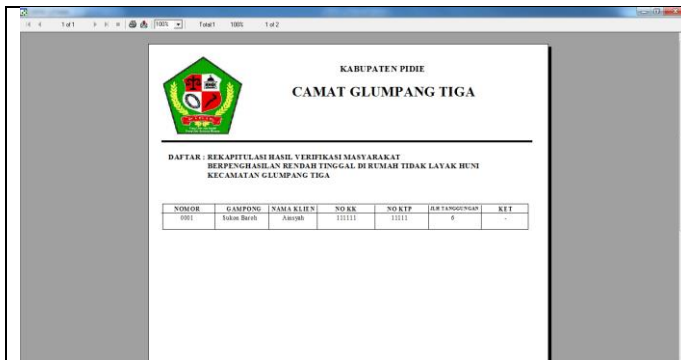 1 of 1 100% Total:1 100% 1 of 2
KABUPATEN PIDIE
CAMAT GLUMPANG TIGA
DAFTAR : REKAPITULASI HASIL VERIFIKASI MASYARAKAT
BERPENGHASILAN RENDAH TINGGAL DI RUMAH TIDAK LAYAK HUNI
KECAMATAN GLUMPANG TIGA
NOMOR GAMPONG NAMA KLIEN NO KK NO KTP JLH TANGGUNGAN KET
0001 Sukon Baroh Aisyah 111111 11111 6 -